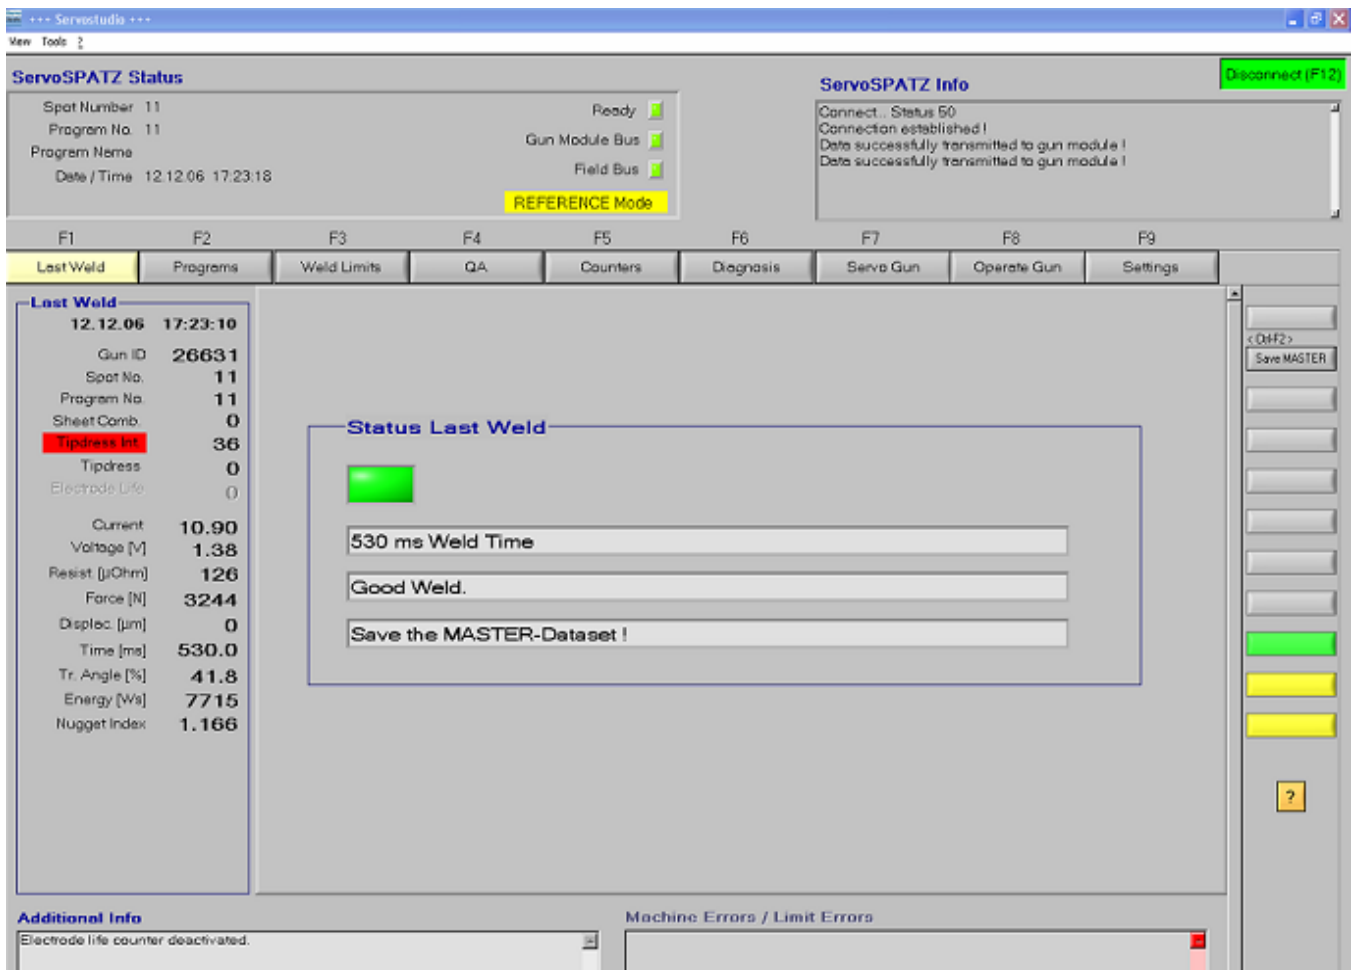 +++ Servostudio +++
View Tools ?
ServoSPATZ Status
Spot Number 11
Program No. 11
Program Name
Date / Time 12.12.06 17:23:18
Ready
Gun Module Bus
Field Bus
REFERENCE Mode
ServoSPATZ Info
Disconnect (F12)
Connect... Status 50
Connection established !
Data successfully transmitted to gun module !
Data successfully transmitted to gun module !
F1 F2 F3 F4 F5 F6 F7 F8 F9
Last Weld Programs Weld Limits QA Counters Diagnosis Servo Gun Operate Gun Settings
Last Weld
12.12.06 17:23:10
Gun ID 26631
Spot No. 11
Program No. 11
Sheet Comb. 0
Tipdress Int. 36
Tipdress 0
Electrode Life 0
Current 10.90
Voltage [V] 1.38
Resist. [µOhm] 126
Force [N] 3244
Displac. [µm] 0
Time [ms] 530.0
Tr. Angle [%] 41.8
Energy [Ws] 7715
Nugget Index 1.166
Status Last Weld
530 ms Weld Time
Good Weld.
Save the MASTER-Dataset !
<Ctrl-F2>
Save MASTER
?
Additional Info
Electrode life counter deactivated.
Machine Errors / Limit Errors